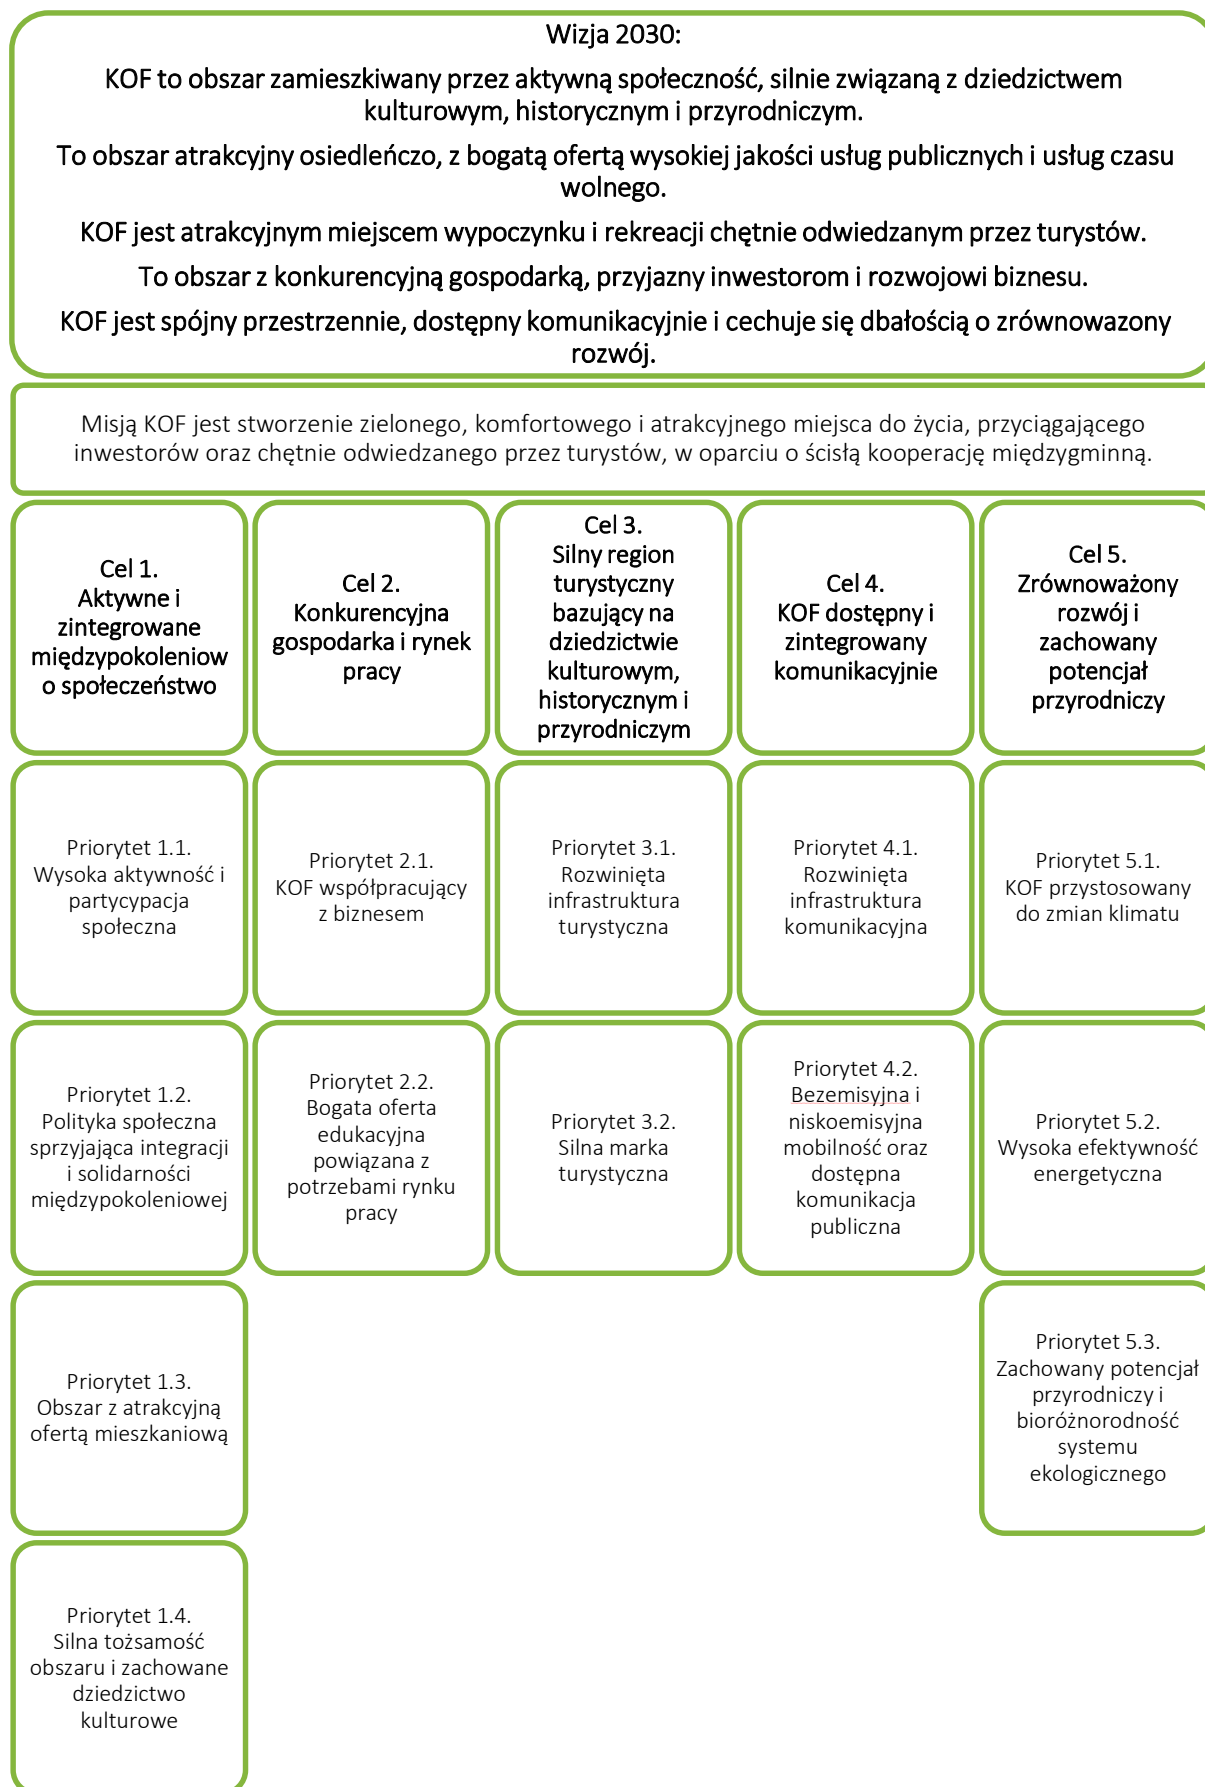 Wizja 2030:
KOF to obszar zamieszkiwany przez aktywną społeczność, silnie związaną z dziedzictwem
kulturowym, historycznym i przyrodniczym.
To obszar atrakcyjny osiedleńczo, z bogatą ofertą wysokiej jakości usług publicznych i usług czasu
wolnego.
KOF jest atrakcyjnym miejscem wypoczynku i rekreacji chętnie odwiedzanym przez turystów.
To obszar z konkurencyjną gospodarką, przyjazny inwestorom i rozwojowi biznesu.
KOF jest spójny przestrzennie, dostępny komunikacyjnie i cechuje się dbałością o zrównowazony
rozwój.
Misją KOF jest stworzenie zielonego, komfortowego i atrakcyjnego miejsca do życia, przyciągającego
inwestorów oraz chętnie odwiedzanego przez turystów, w oparciu o ścisłą kooperację międzygminną.
Cel 1.
Aktywne i
zintegrowane
międzypokoleniow
o społeczeństwo
Cel 2.
Konkurencyjna
gospodarka i rynek
pracy
Cel 3.
Silny region
turystyczny
bazujący na
dziedzictwie
kulturowym,
historycznym i
przyrodniczym
Cel 4.
KOF dostępny i
zintegrowany
komunikacyjnie
Cel 5.
Zrównoważony
rozwój i
zachowany
potencjał
przyrodniczy
Priorytet 1.1.
Wysoka aktywność i
partycypacja
społeczna
Priorytet 2.1.
KOF współpracujący
z biznesem
Priorytet 3.1.
Rozwinięta
infrastruktura
turystyczna
Priorytet 4.1.
Rozwinięta
infrastruktura
komunikacyjna
Priorytet 5.1.
KOF przystosowany
do zmian klimatu
Priorytet 1.2.
Polityka społeczna
sprzyjająca integracji
i solidarności
międzypokoleniowej
Priorytet 2.2.
Bogata oferta
edukacyjna
powiązana z
potrzebami rynku
pracy
Priorytet 3.2.
Silna marka
turystyczna
Priorytet 4.2.
Bezemisyjna i
niskoemisyjna
mobilność oraz
dostępna
komunikacja
publiczna
Priorytet 5.2.
Wysoka efektywność
energetyczna
Priorytet 1.3.
Obszar z atrakcyjną
ofertą mieszkaniową
Priorytet 5.3.
Zachowany potencjał
przyrodniczy i
bioróżnorodność
systemu
ekologicznego
Priorytet 1.4.
Silna tożsamość
obszaru i zachowane
dziedzictwo
kulturowe